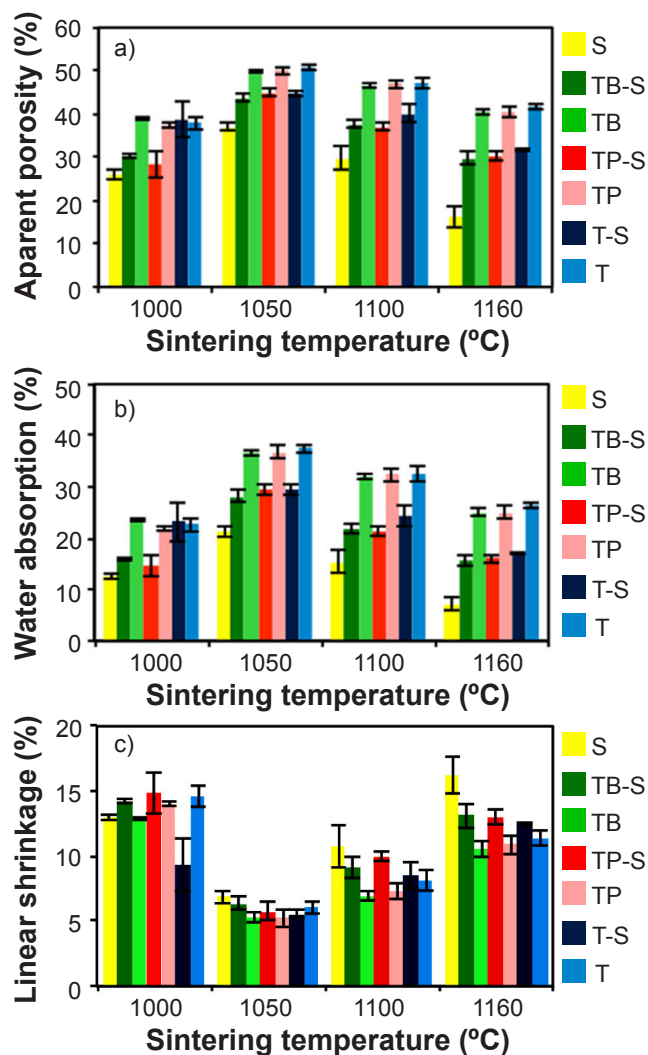 Apparent porosity (%)
a)
60
50
40
30
20
10
0
1000 1050 1100 1160
Sintering temperature (ºC)
S
TB-S
TB
TP-S
TP
T-S
T
Water absorption (%)
b)
50
40
30
20
10
0
1000 1050 1100 1160
Sintering temperature (ºC)
S
TB-S
TB
TP-S
TP
T-S
T
Linear shrinkage (%)
c)
20
15
10
5
0
1000 1050 1100 1160
Sintering temperature (ºC)
S
TB-S
TB
TP-S
TP
T-S
T